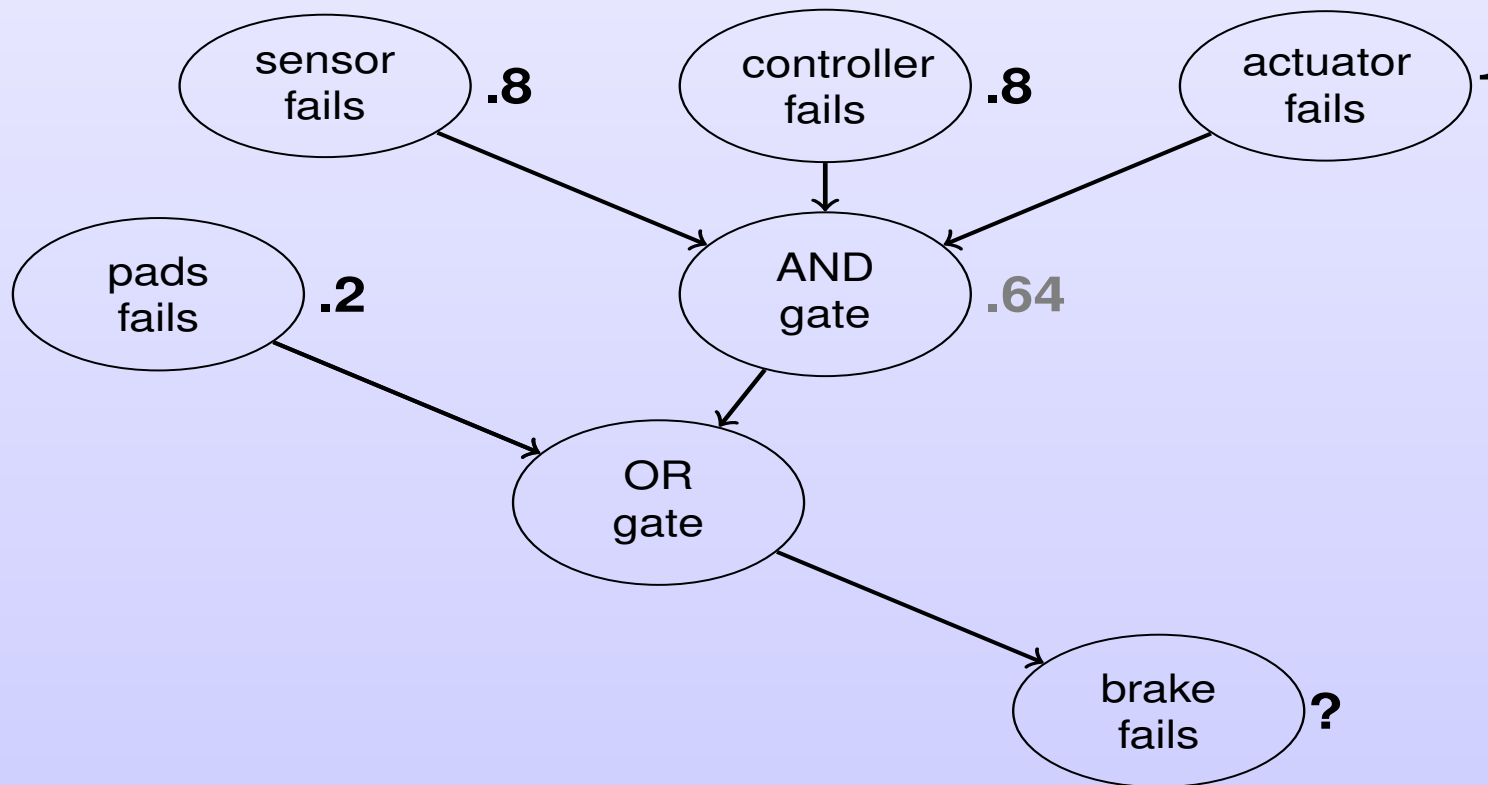 sensor
fails
.8
controller
fails
.8
actuator
fails
pads
fails
.2
AND
gate
.64
OR
gate
brake
fails
?